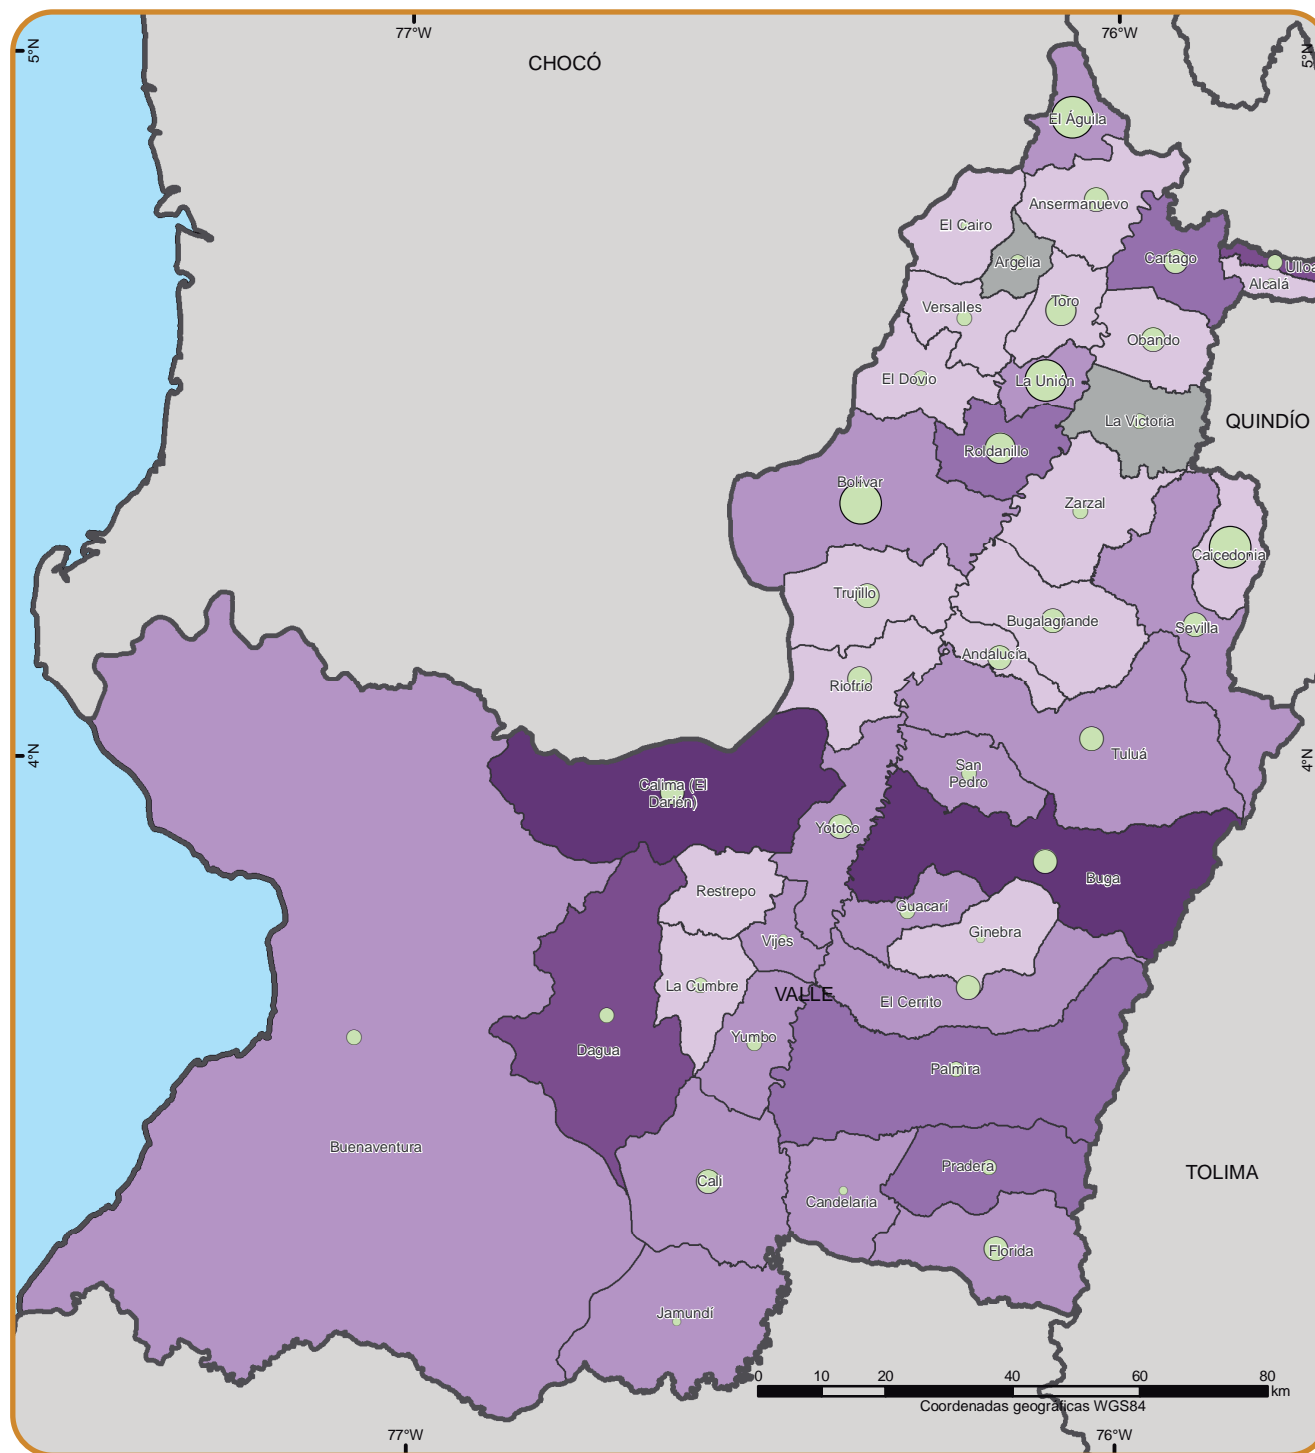 77°W
76°W
5°N
5°N
CHOCÓ
El Águila
Ansermanuevo
El Cairo
Argelia
Cartago
Ulloa
Alcalá
Versalles
Toro
Obando
El Dovio
La Unión
La Victoria
QUINDÍO
Roldanillo
Bolívar
Zarzal
Caicedonia
Trujillo
Bugalagrande
Sevilla
Andalucía
Riofrío
4°N
4°N
Tuluá
San
Pedro
Calima (El
Darién)
Yotoco
Buga
Restrepo
Guacarí
Ginebra
Vijes
La Cumbre
VALLE
El Cerrito
Yumbo
Dagua
Palmira
Buenaventura
Pradera
TOLIMA
Cali
Candelaria
Florida
Jamundí
0 10 20 40 60 80
km
Coordenadas geográficas WGS84
77°W
76°W